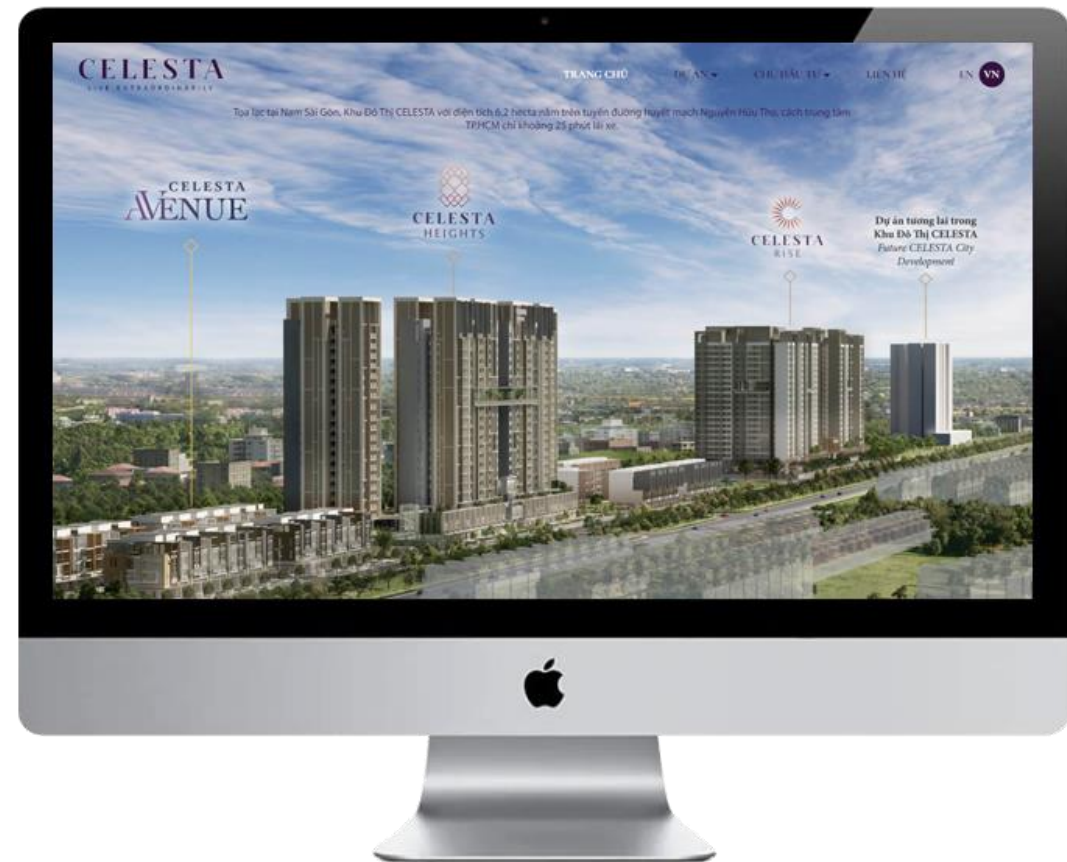 CELESTA
LIVE EXTRAORDINARILY
TRANG CHỦ DỰ ÁN CHỦ ĐẦU TƯ LIÊN HỆ EN VN
Tọa lạc tại Nam Sài Gòn, Khu Đô Thị CELESTA với diện tích 6.2 hecta nằm trên tuyến đường huyết mạch Nguyễn Hữu Thọ, cách trung tâm
TP.HCM chỉ khoảng 25 phút lái xe.
CELESTA
AVENUE
CELESTA
HEIGHTS
CELESTA
RISE
Dự án tương lai trong
Khu Đô Thị CELESTA
Future CELESTA City
Development